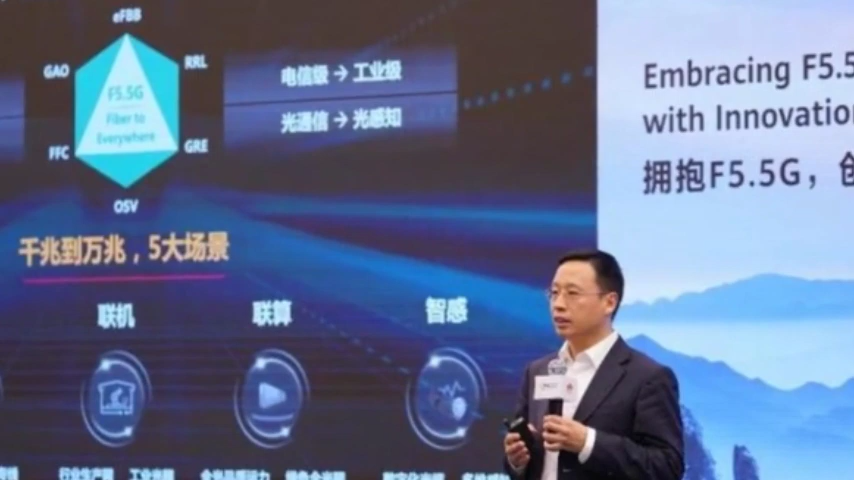 eFBB
GAO
RRL
F5.5G
Fiber to
Everywhere
FFC
GRE
OSV
电信级 → 工业级
光通信 → 光感知
千兆到万兆，5大场景
联机
联算
智感
Embracing F5.5
with Innovation
拥抱F5.5G，创